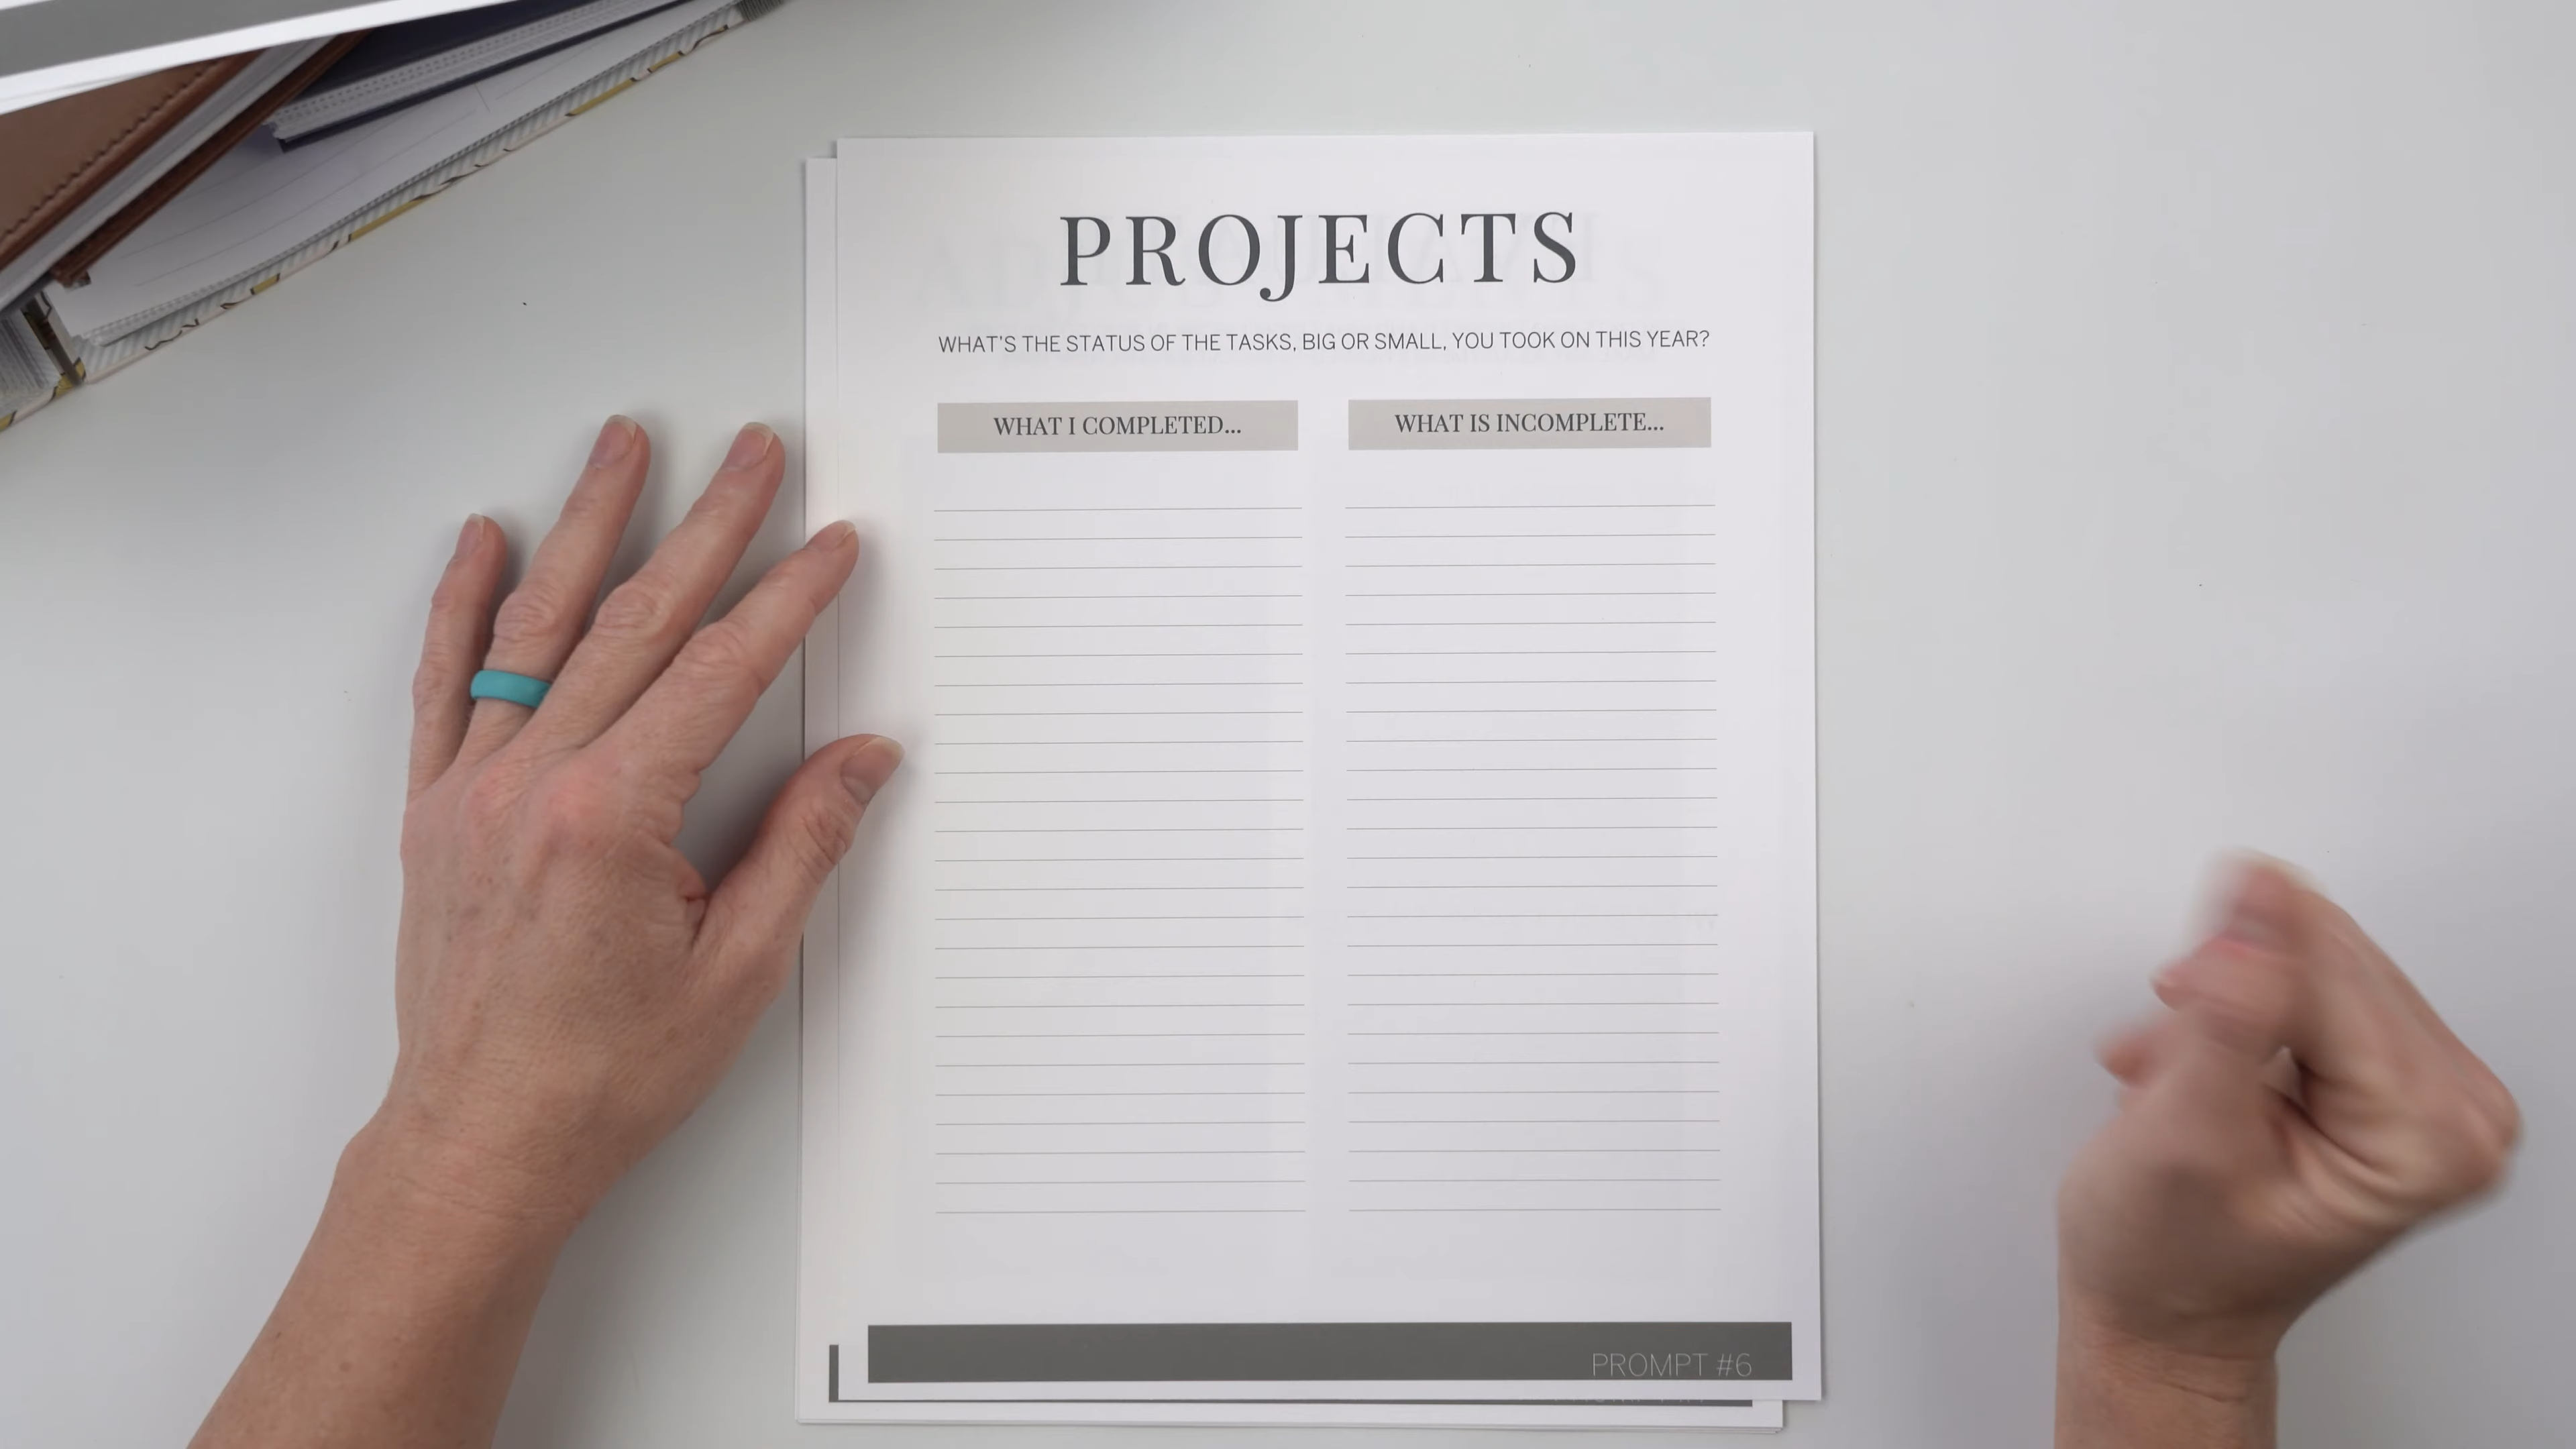 PROJECTS
WHAT'S THE STATUS OF THE TASKS, BIG OR SMALL, YOU TOOK ON THIS YEAR?
WHAT I COMPLETED...
WHAT IS INCOMPLETE...
PROMPT #6